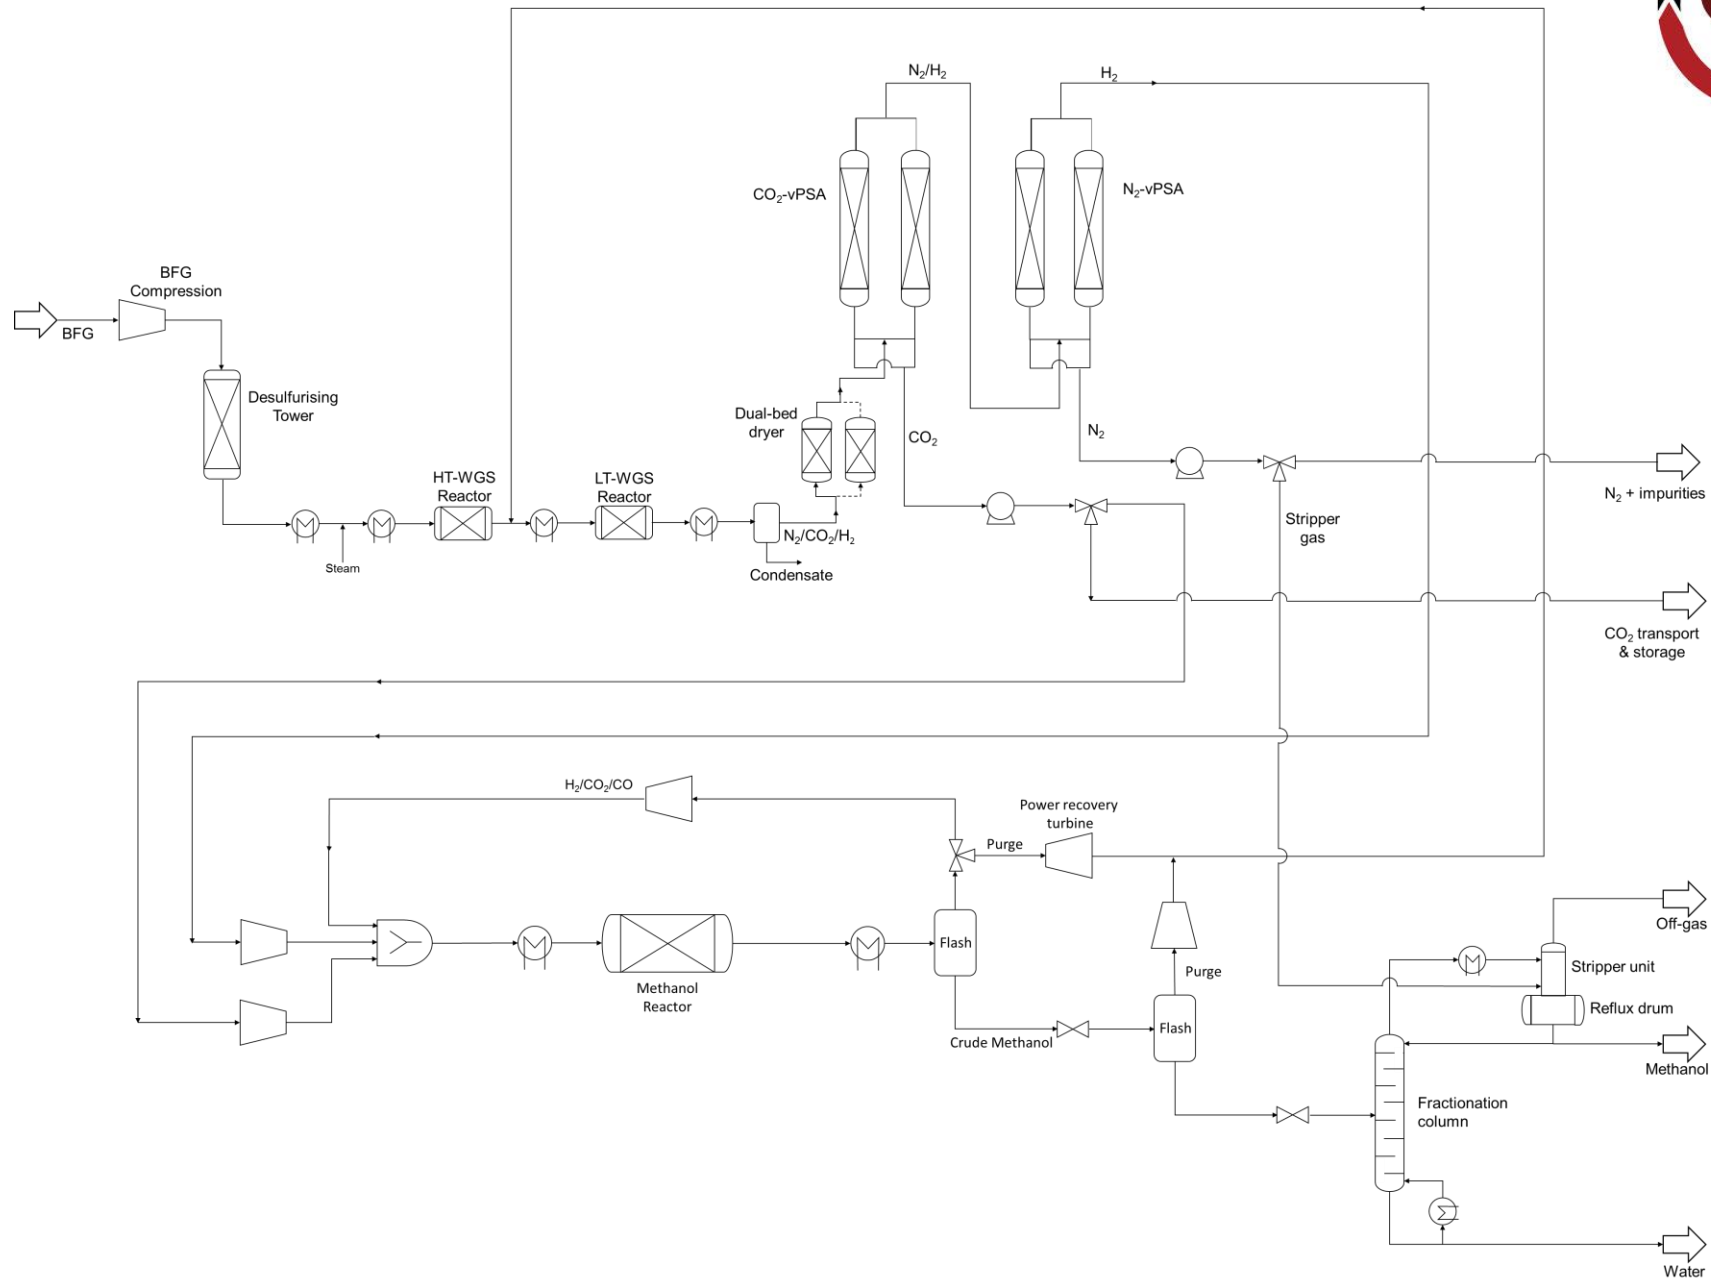 N₂/H₂
H₂
CO₂-vPSA
N₂-vPSA
BFG
Compression
BFG
Desulfurising
Tower
Dual-bed
dryer
CO₂
N₂
HT-WGS
Reactor
LT-WGS
Reactor
N₂/CO₂/H₂
Steam
Condensate
Stripper
gas
N₂ + impurities
CO₂ transport
& storage
H₂/CO₂/CO
Power recovery
turbine
Purge
Flash
Methanol
Reactor
Purge
Crude Methanol
Flash
Off-gas
Stripper unit
Reflux drum
Methanol
Fractionation
column
Water